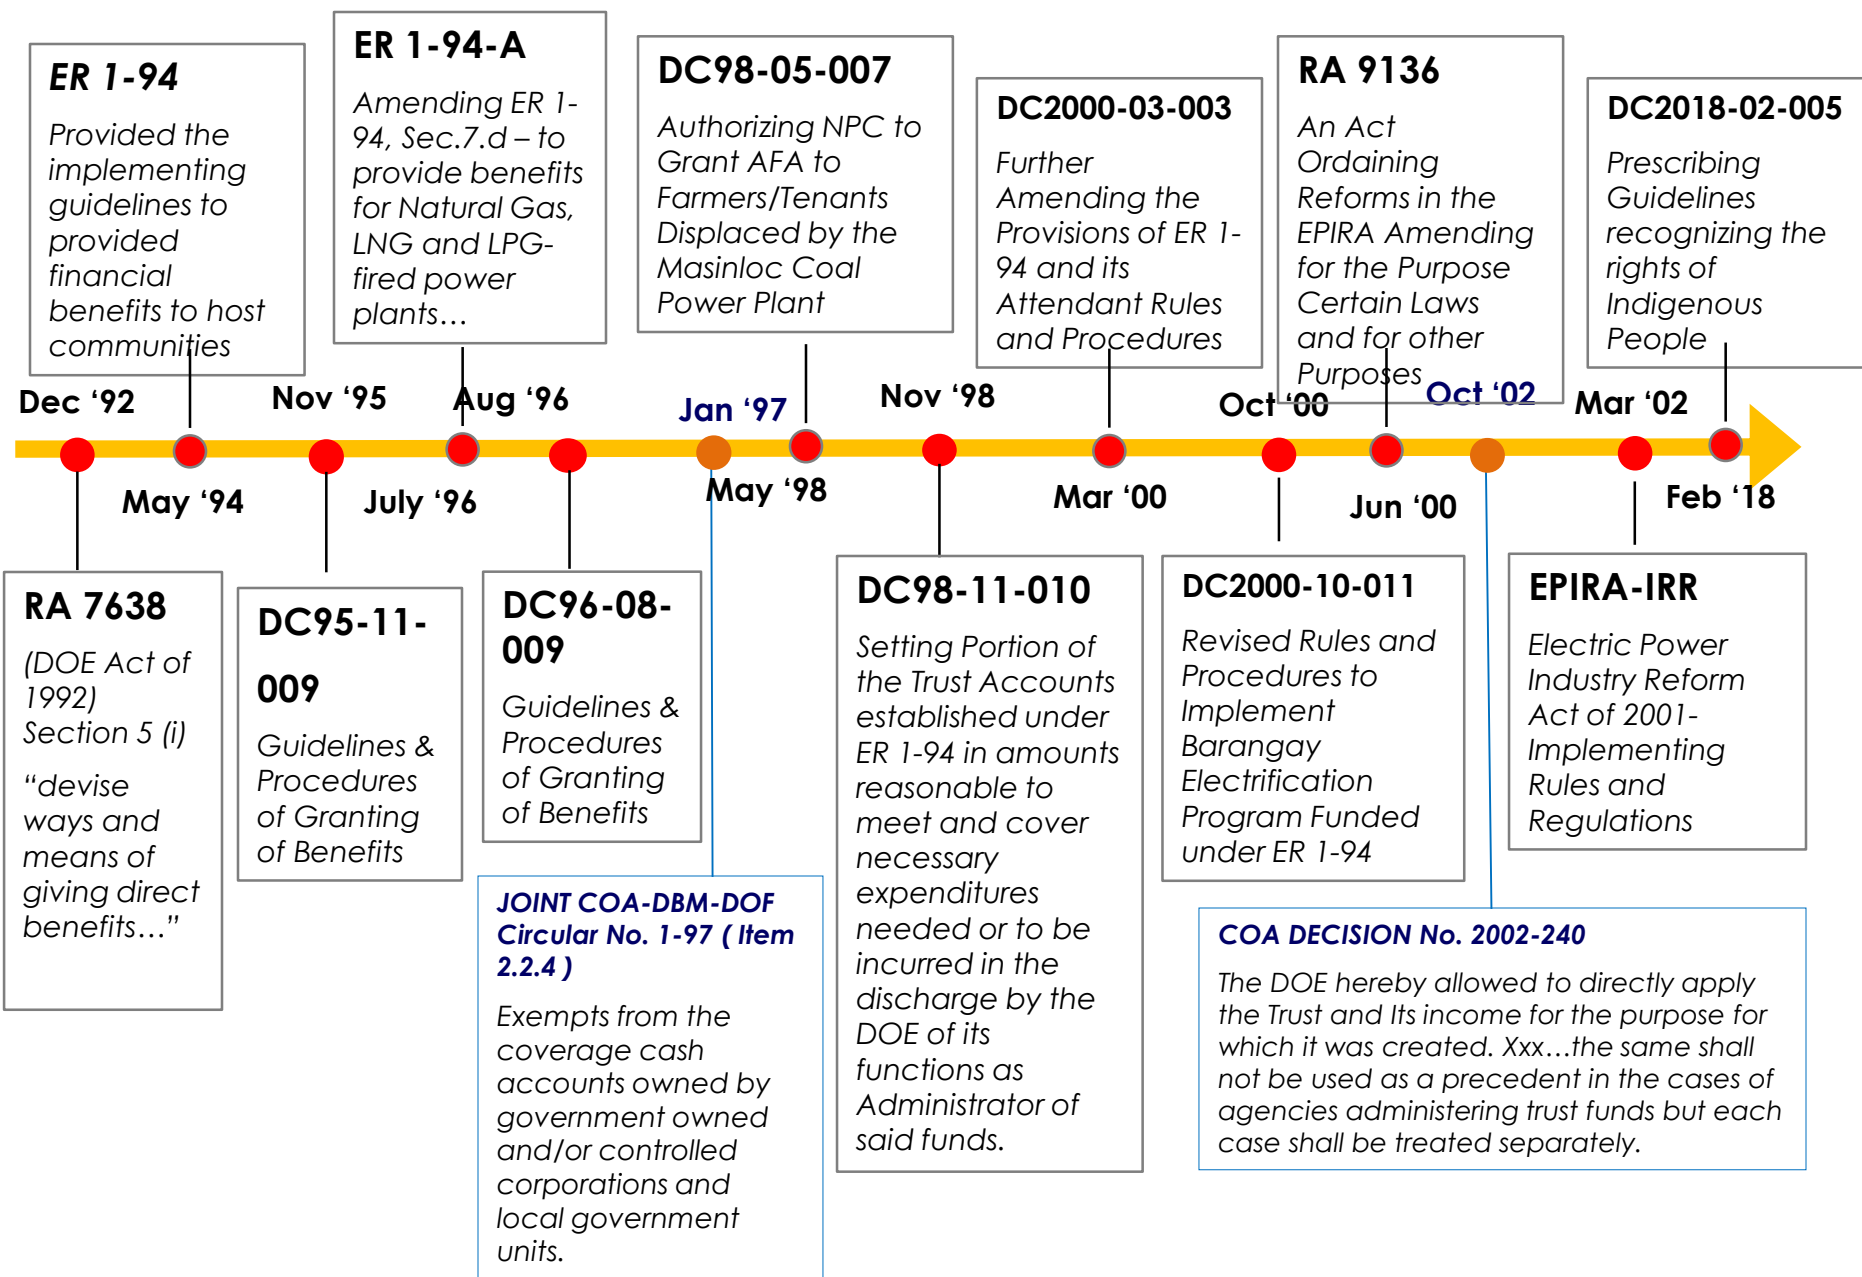 ER 1-94
Provided the
implementing
guidelines to
provided
financial
benefits to host
communities
ER 1-94-A
Amending ER 1-
94, Sec.7.d – to
provide benefits
for Natural Gas,
LNG and LPG-
fired power
plants…
DC98-05-007
Authorizing NPC to
Grant AFA to
Farmers/Tenants
Displaced by the
Masinloc Coal
Power Plant
DC2000-03-003
Further
Amending the
Provisions of ER 1-
94 and its
Attendant Rules
and Procedures
RA 9136
An Act
Ordaining
Reforms in the
EPIRA Amending
for the Purpose
Certain Laws
and for other
Purposes
DC2018-02-005
Prescribing
Guidelines
recognizing the
rights of
Indigenous
People
Dec ‘92
Nov ‘95
Aug ‘96
Jan ‘97
Nov ‘98
Oct ‘00
Oct ‘02
Mar ‘02
May ‘94
July ‘96
May ‘98
Mar ‘00
Jun ‘00
Feb ‘18
RA 7638
(DOE Act of
1992)
Section 5 (i)
“devise
ways and
means of
giving direct
benefits…”
DC95-11-
009
Guidelines &
Procedures
of Granting
of Benefits
DC96-08-
009
Guidelines &
Procedures
of Granting
of Benefits
JOINT COA-DBM-DOF
Circular No. 1-97 ( Item
2.2.4 )
Exempts from the
coverage cash
accounts owned by
government owned
and/or controlled
corporations and
local government
units.
DC98-11-010
Setting Portion of
the Trust Accounts
established under
ER 1-94 in amounts
reasonable to
meet and cover
necessary
expenditures
needed or to be
incurred in the
discharge by the
DOE of its
functions as
Administrator of
said funds.
DC2000-10-011
Revised Rules and
Procedures to
Implement
Barangay
Electrification
Program Funded
under ER 1-94
COA DECISION No. 2002-240
The DOE hereby allowed to directly apply
the Trust and Its income for the purpose for
which it was created. Xxx…the same shall
not be used as a precedent in the cases of
agencies administering trust funds but each
case shall be treated separately.
EPIRA-IRR
Electric Power
Industry Reform
Act of 2001-
Implementing
Rules and
Regulations